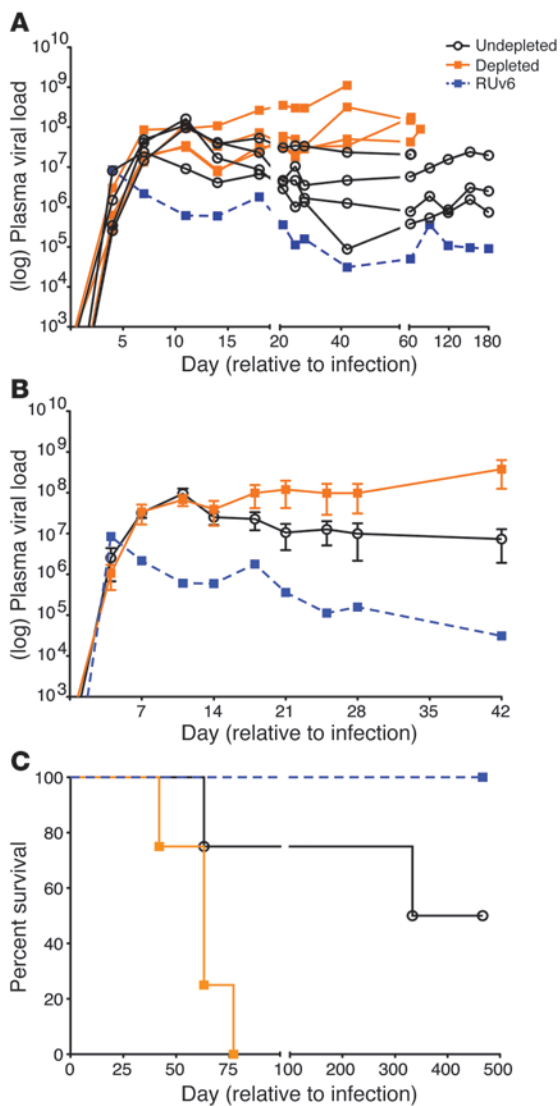 A
Undepleted
Depleted
RUv6
(log) Plasma viral load
10^10
10^9
10^8
10^7
10^6
10^5
10^4
10^3
5 10 15 20 40 60 120 180
Day (relative to infection)
B
(log) Plasma viral load
10^10
10^9
10^8
10^7
10^6
10^5
10^4
10^3
7 14 21 28 35 42
Day (relative to infection)
C
Percent survival
100
80
60
40
20
0
0 25 50 75 100 100 200 300 400 500
Day (relative to infection)